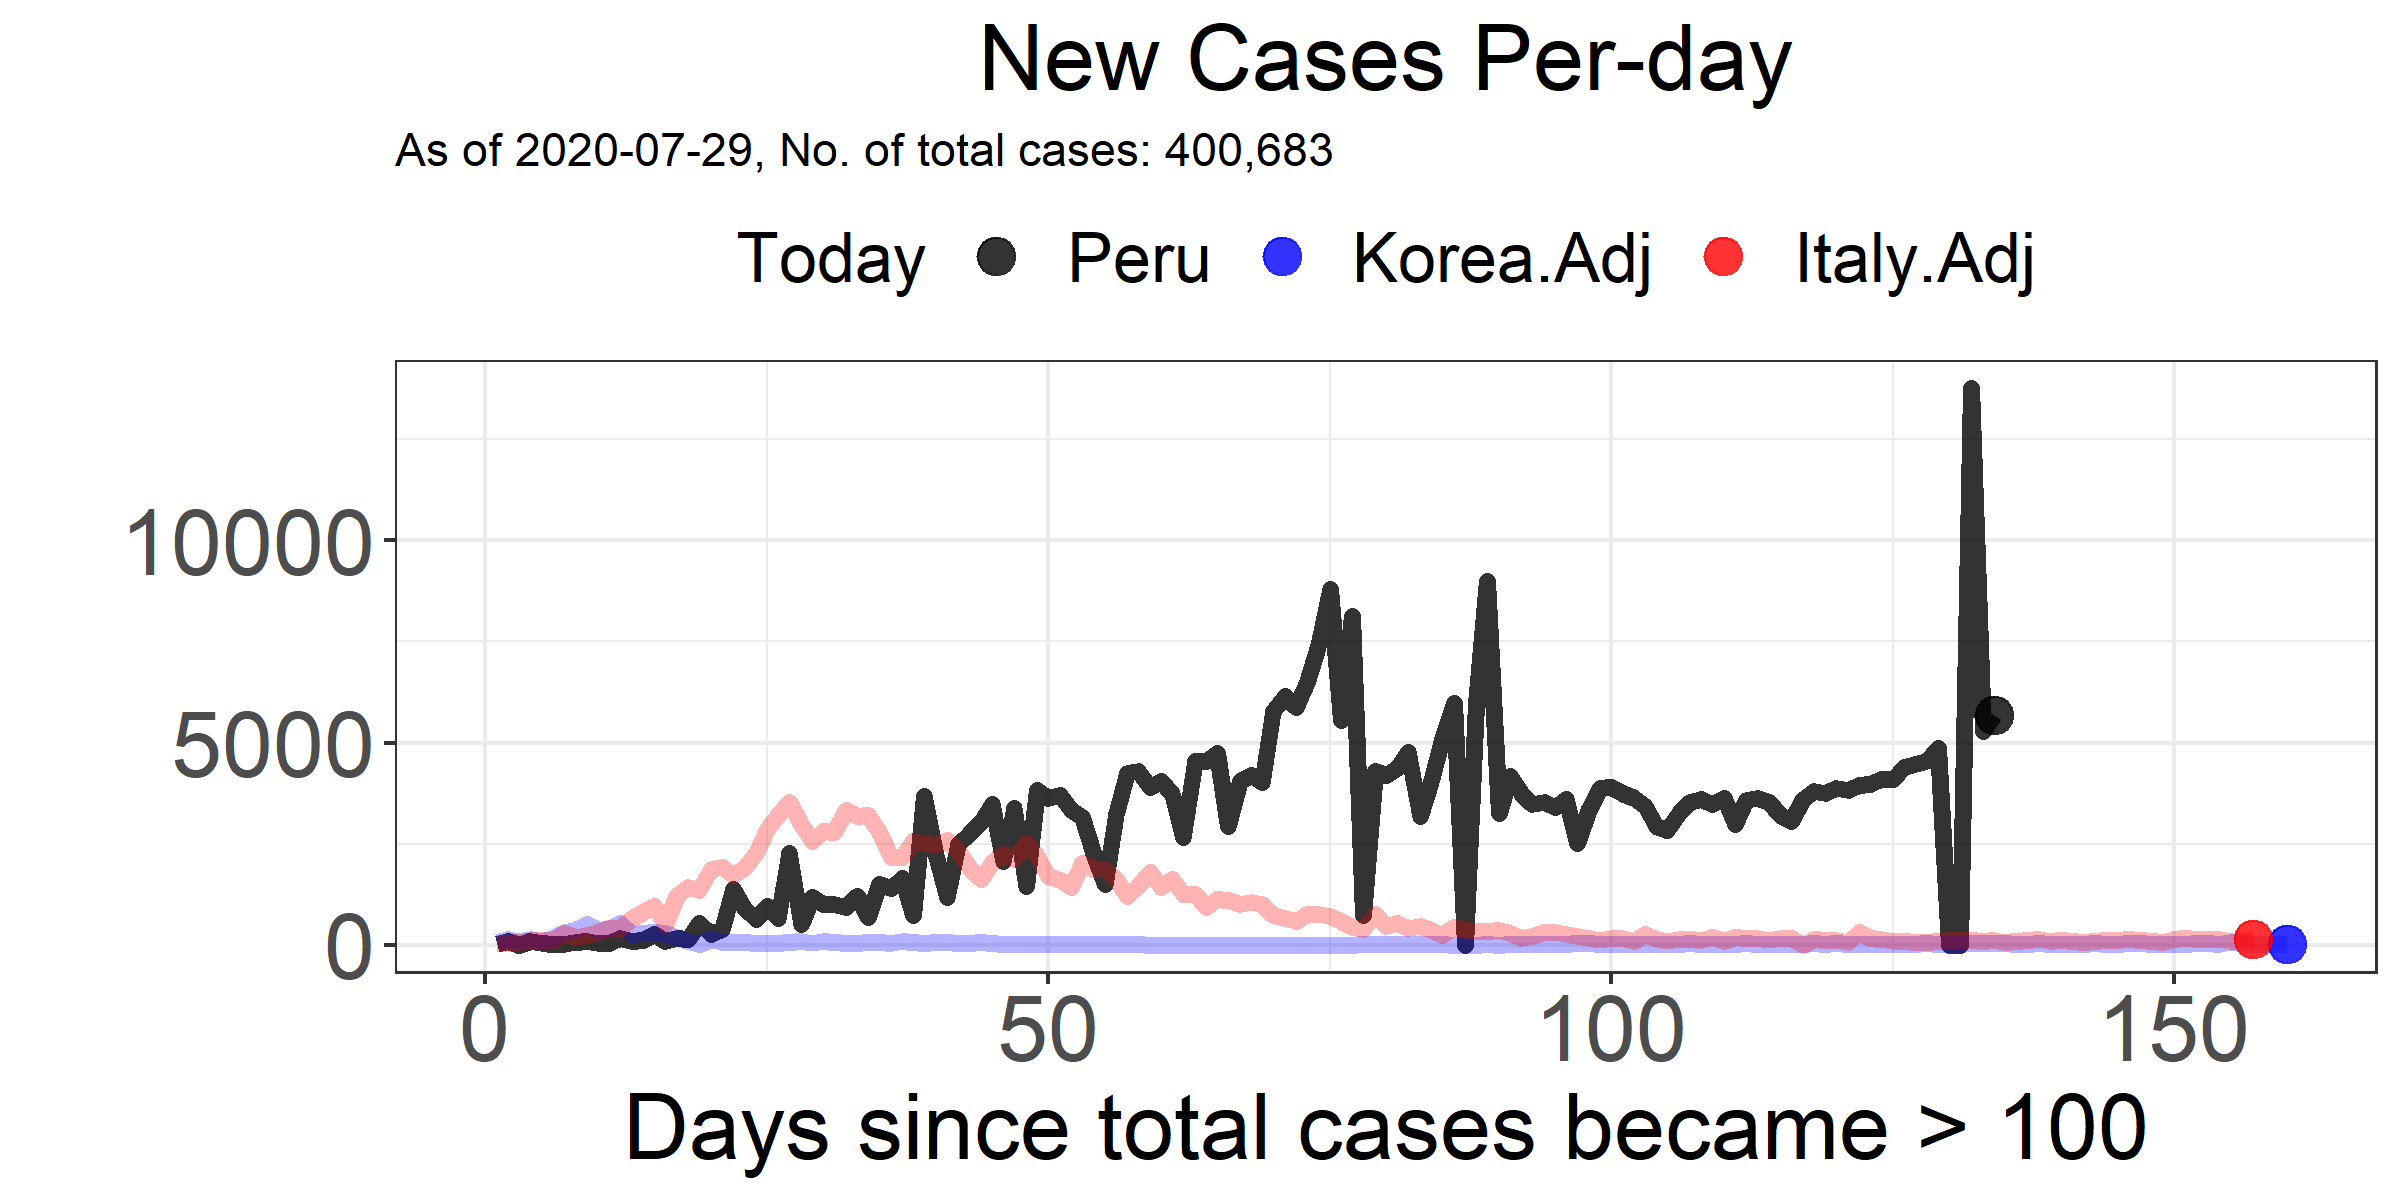 New Cases Per-day
As of 2020-07-29, No. of total cases: 400,683
Today Peru Korea.Adj Italy.Adj
10000
5000
0
0 50 100 150
Days since total cases became > 100